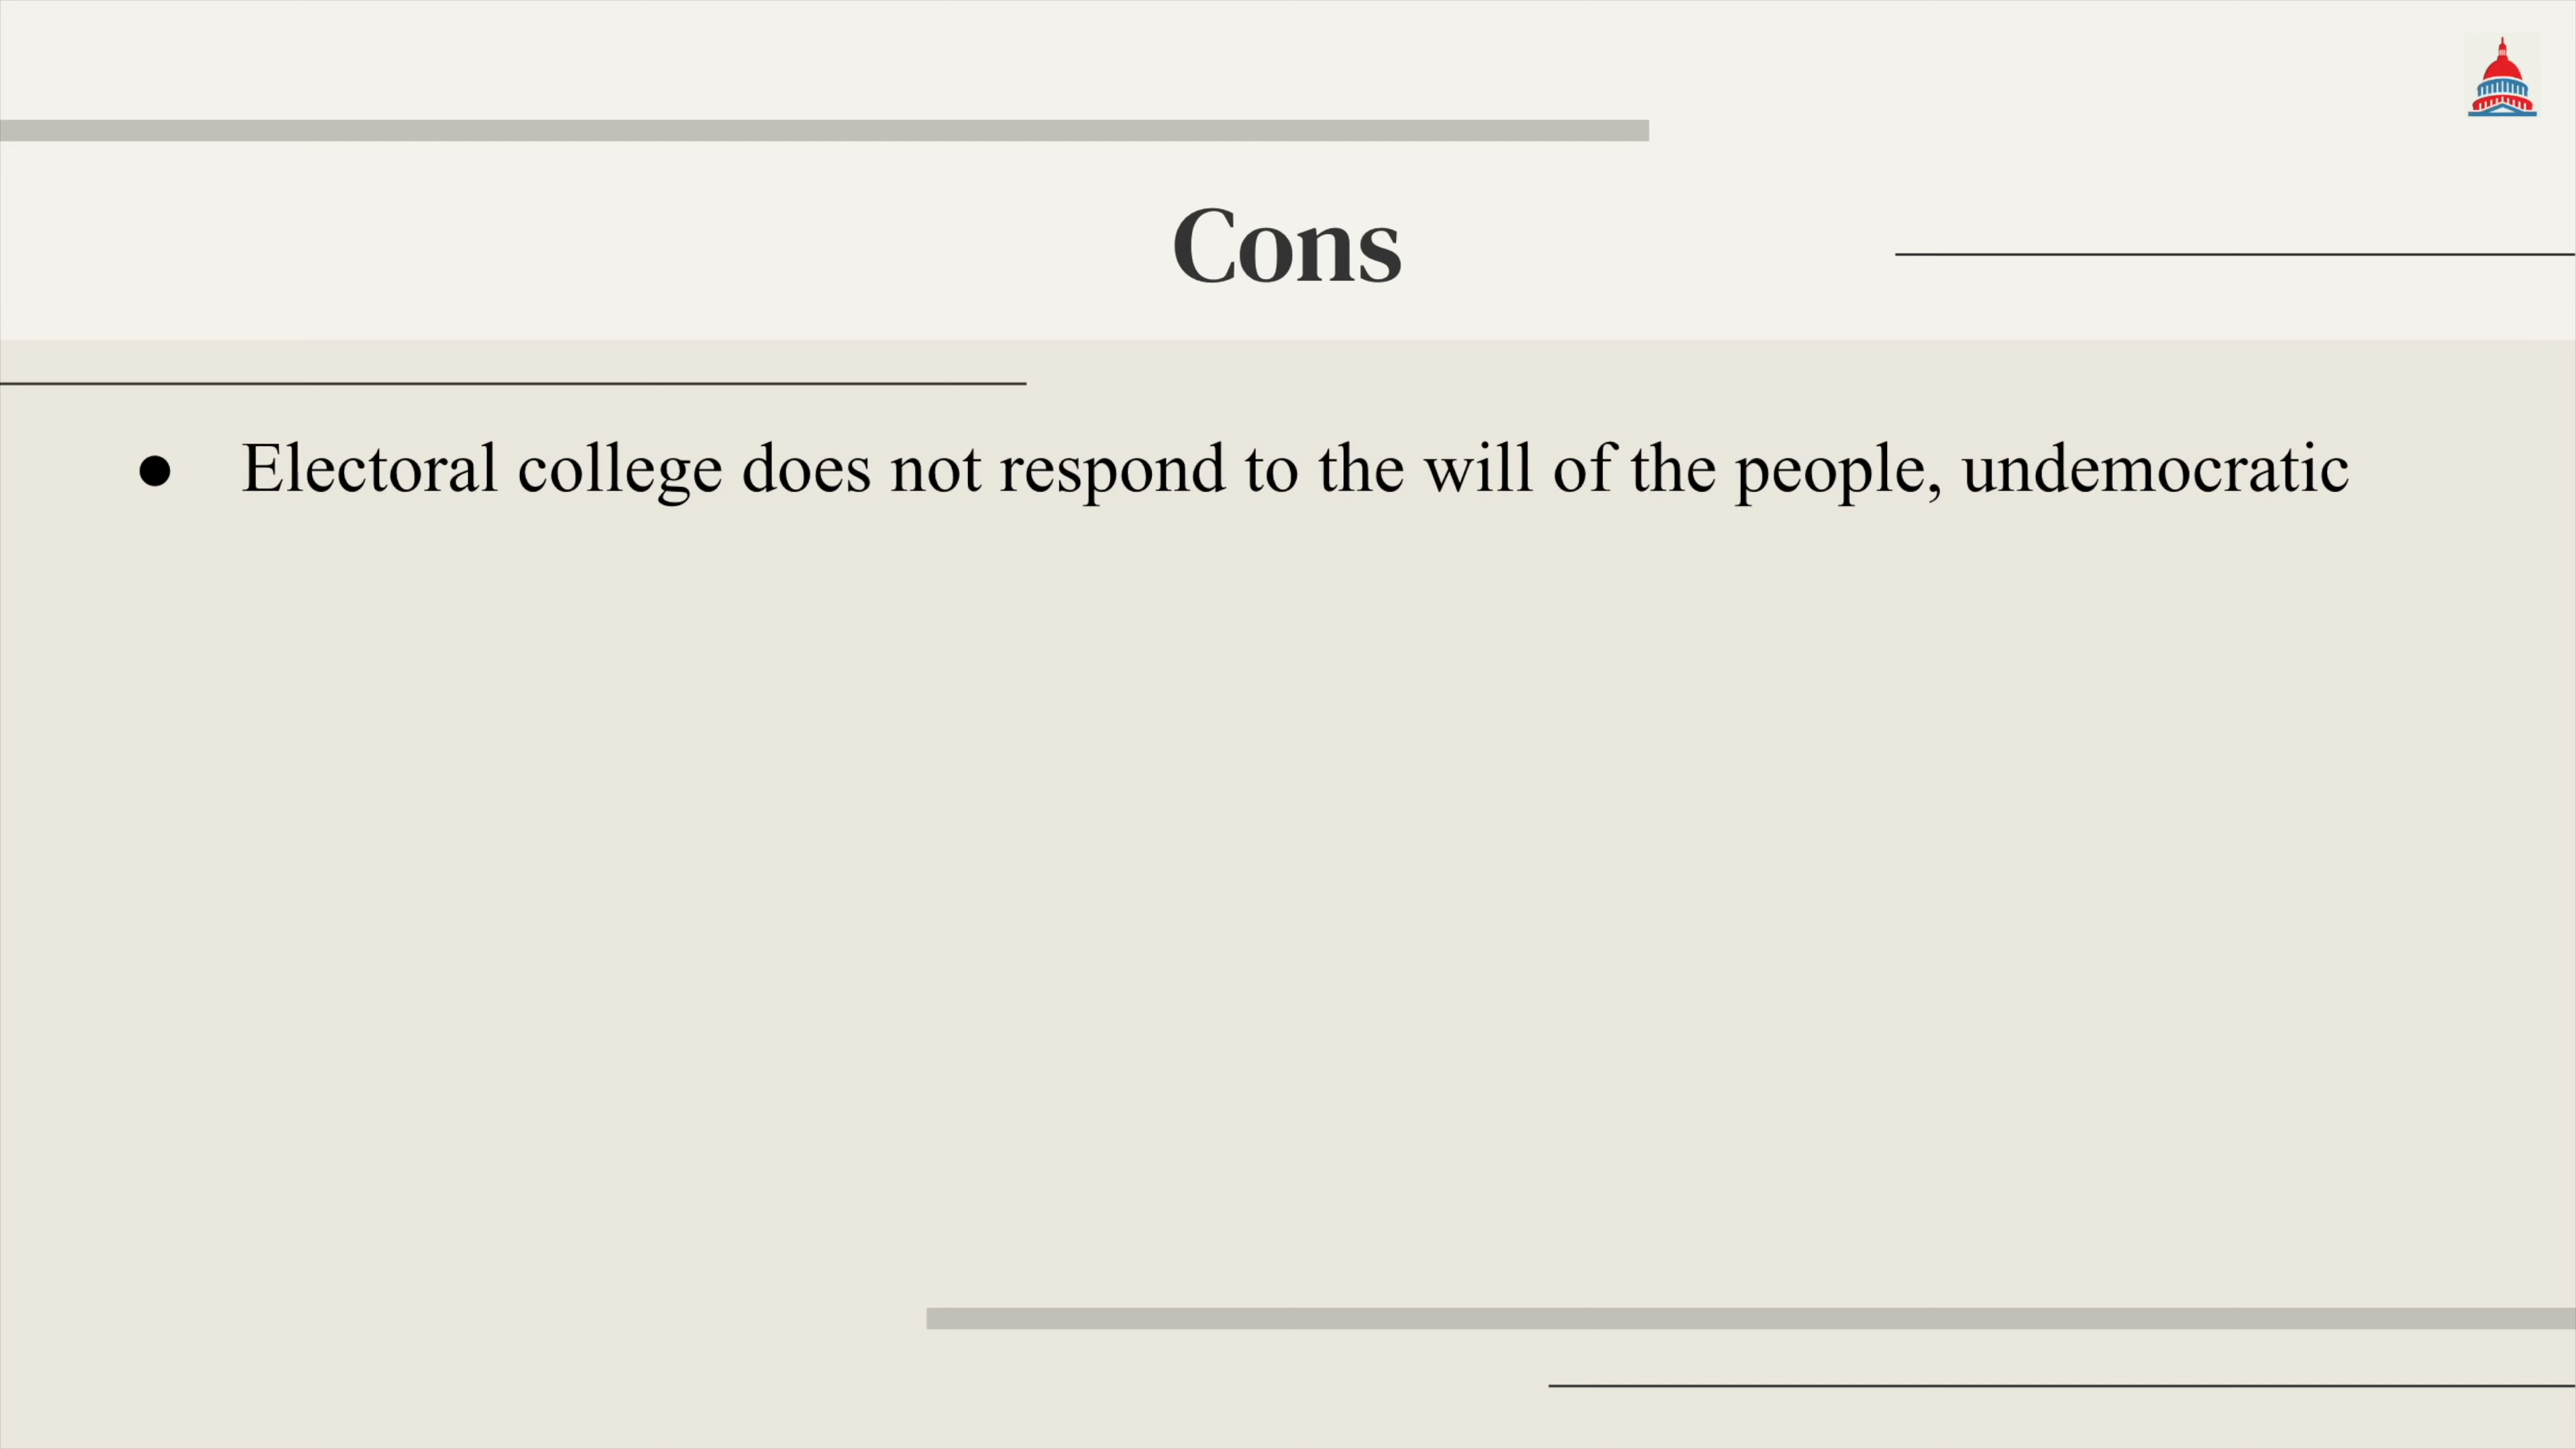 Cons
● Electoral college does not respond to the will of the people, undemocratic